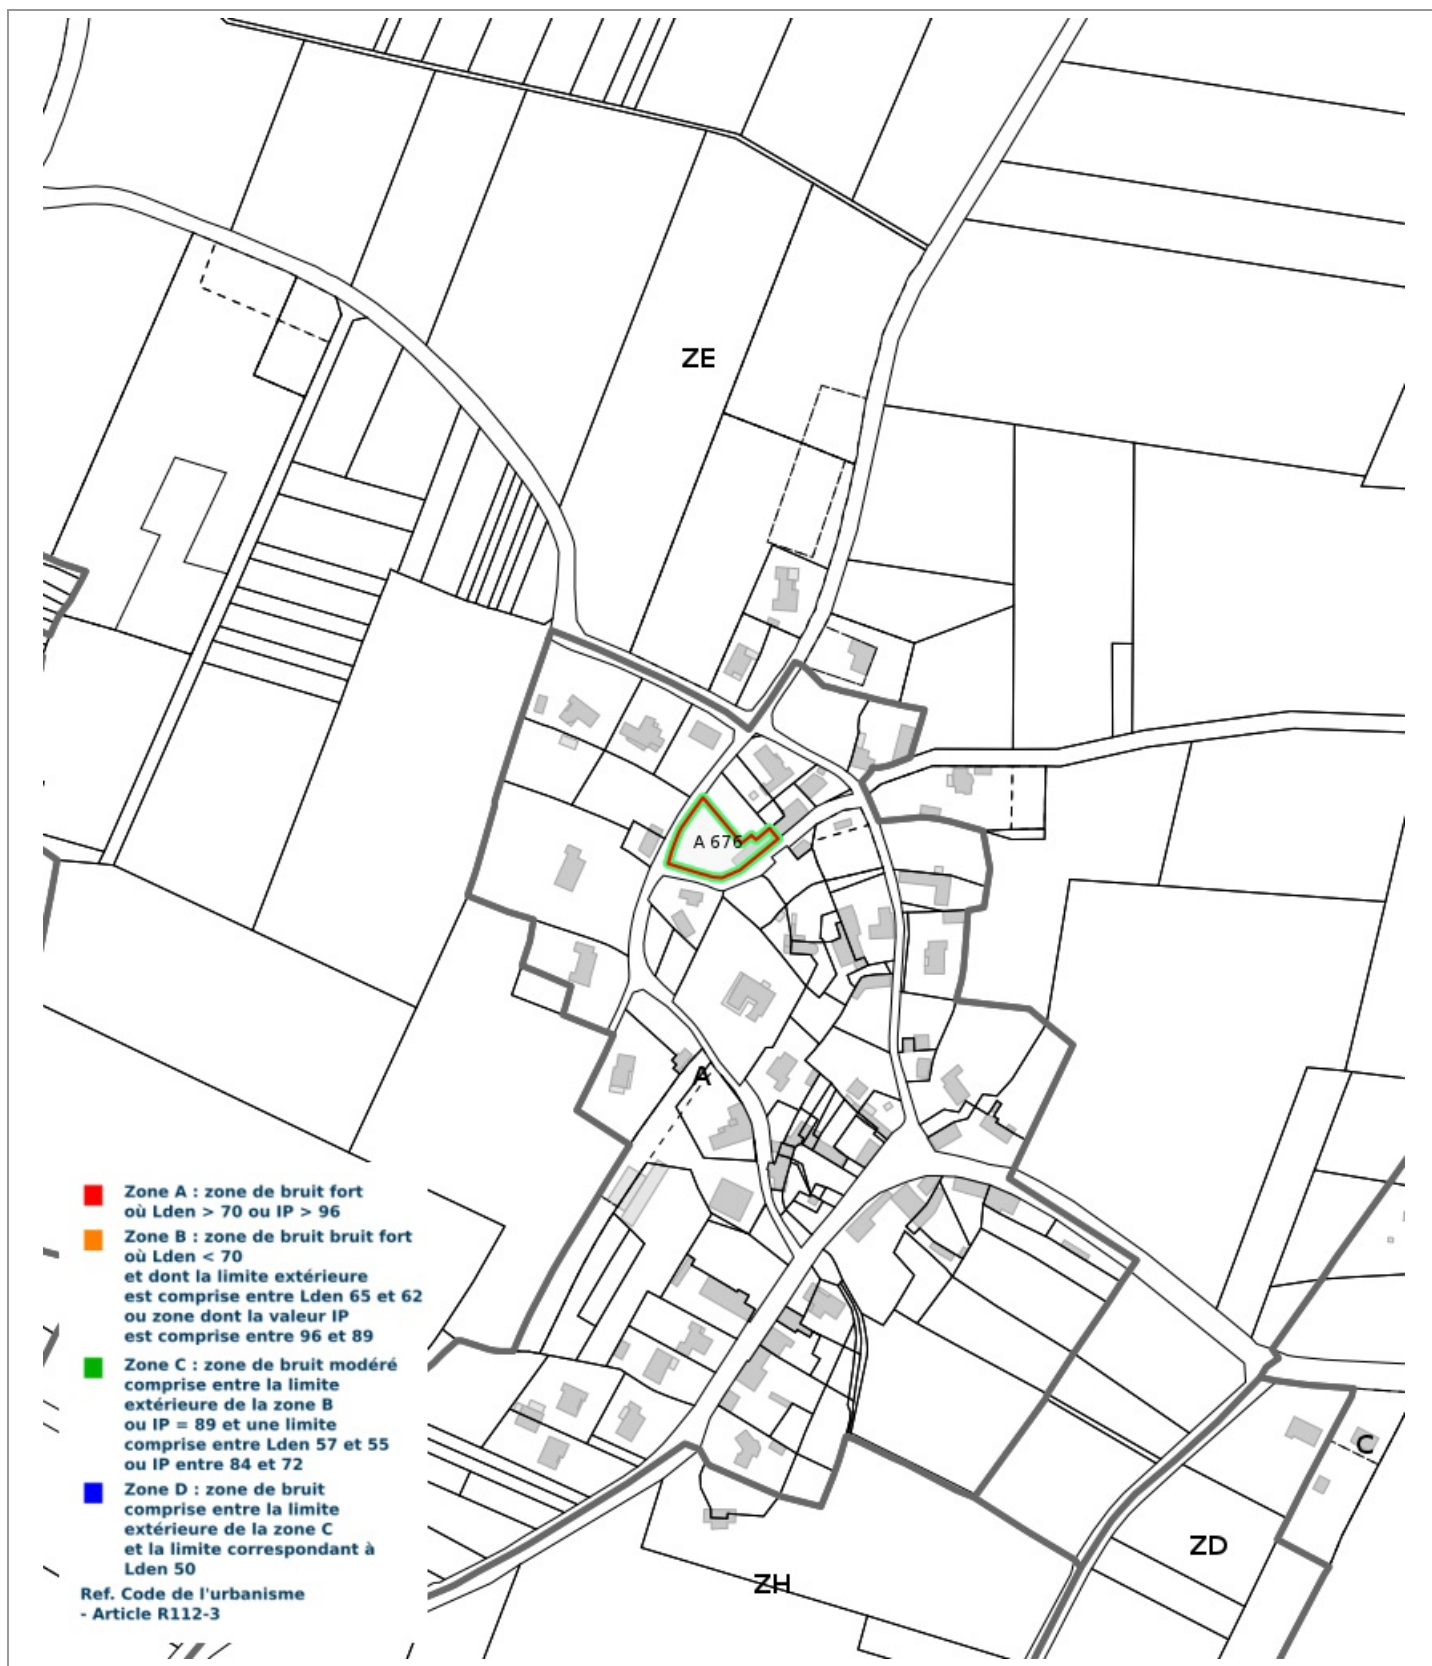 ZE
A 676
A
Zone A : zone de bruit fort
où Lden > 70 ou IP > 96
Zone B : zone de bruit bruit fort
où Lden < 70
et dont la limite extérieure
est comprise entre Lden 65 et 62
ou zone dont la valeur IP
est comprise entre 96 et 89
Zone C : zone de bruit modéré
comprise entre la limite
extérieure de la zone B
ou IP = 89 et une limite
comprise entre Lden 57 et 55
ou IP entre 84 et 72
Zone D : zone de bruit
comprise entre la limite
extérieure de la zone C
et la limite correspondant à
Lden 50
Ref. Code de l'urbanisme
- Article R112-3
C
ZD
ZH